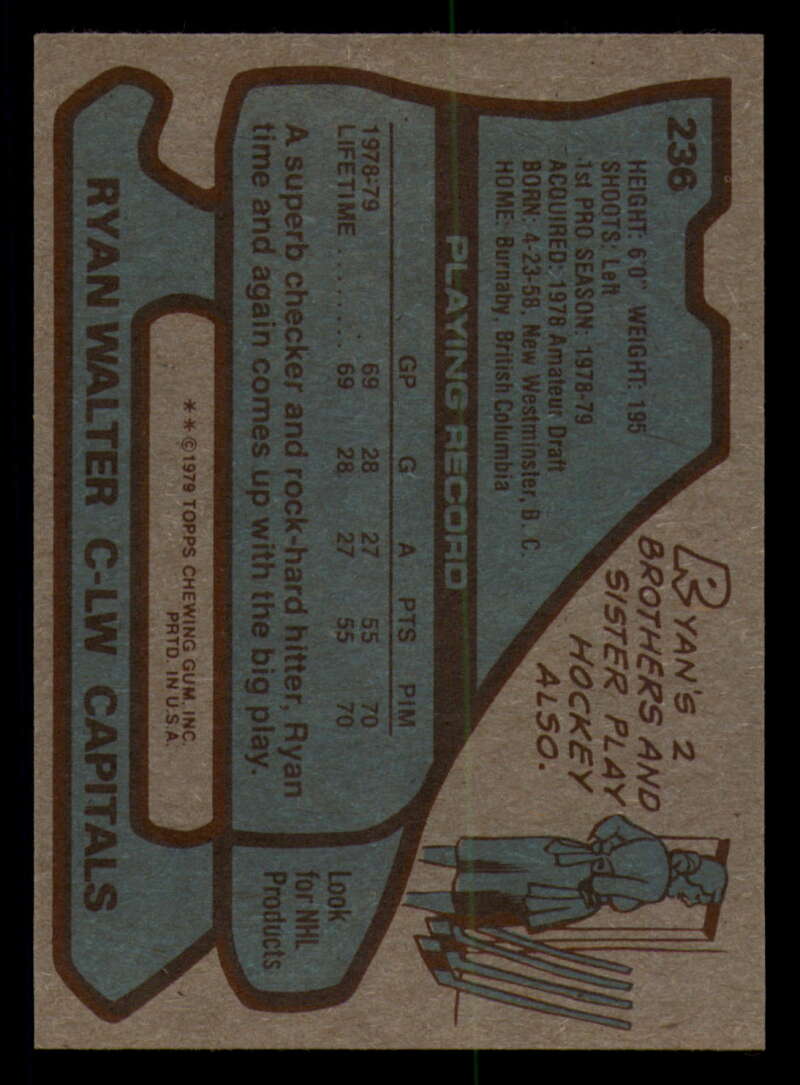 236
HEIGHT: 6'0" WEIGHT: 195
SHOOTS: Left
1st PRO SEASON: 1978-79
ACQUIRED: 1978 Amateur Draft
BORN: 4-23-58, New Westminster, B. C.
HOME: Burnaby, British Columbia
RYAN'S 2
BROTHERS AND
SISTER PLAY
HOCKEY
ALSO.
PLAYING RECORD
GP G A PTS PIM
1978-79 69 28 27 55 70
LIFETIME ........ 69 28 27 55 70
A superb checker and rock-hard hitter, Ryan
time and again comes up with the big play.
Look
for NHL
Products
**©1979 TOPPS CHEWING GUM, INC.
PRTD. IN U.S.A.
RYAN WALTER C-LW CAPITALS